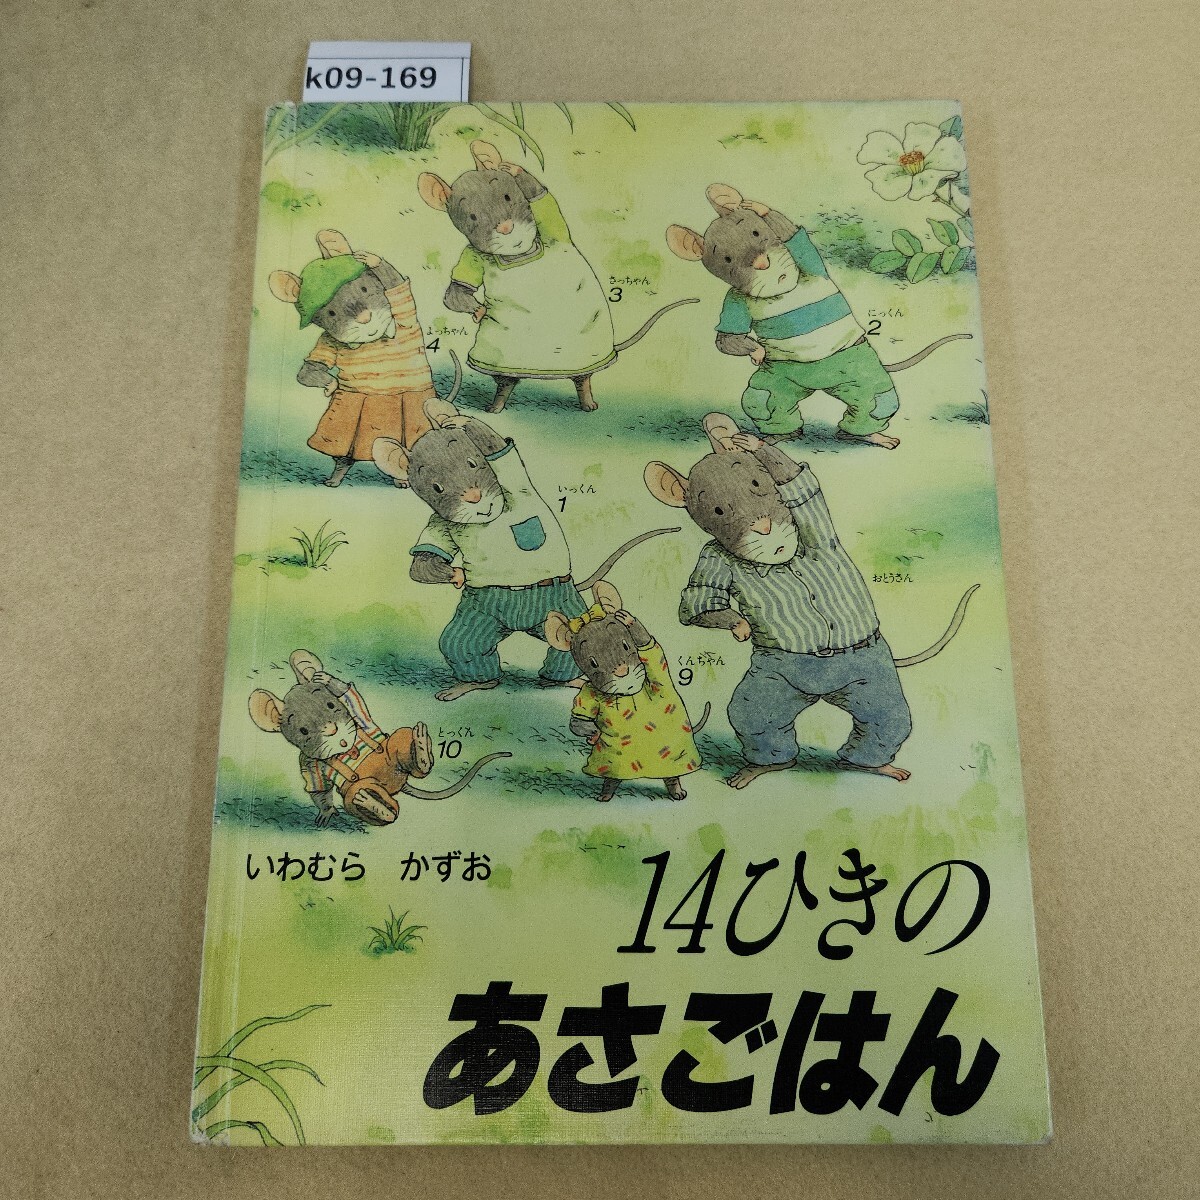 k09-169
さっちゃん
3
にっくん
2
よっちゃん
4
いっくん
1
おとうさん
くんちゃん
9
とっくん
10
いわむら かずお
14ひきの
あさごはん